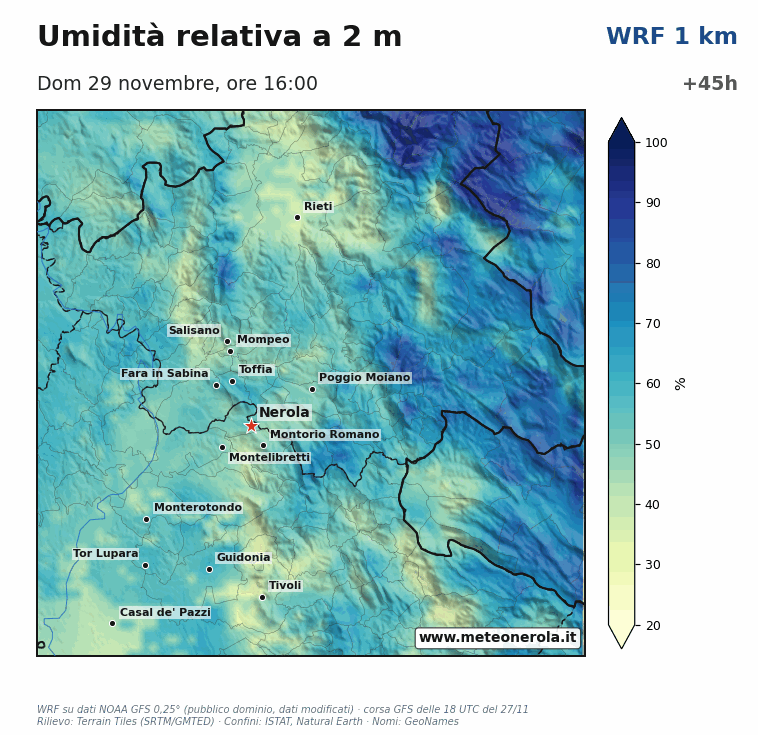 Umidità relativa a 2 m
WRF 1 km
Dom 29 novembre, ore 16:00
+45h
Rieti
Salisano
Mompeo
Fara in Sabina
Toffia
Poggio Moiano
Nerola
Montorio Romano
Montelibretti
Monterotondo
Tor Lupara
Guidonia
Tivoli
Casal de' Pazzi
www.meteonerola.it
100
90
80
70
60
50
40
30
20
%
WRF su dati NOAA GFS 0,25° (pubblico dominio, dati modificati) · corsa GFS delle 18 UTC del 27/11
Rilievo: Terrain Tiles (SRTM/GMTED) · Confini: ISTAT, Natural Earth · Nomi: GeoNames